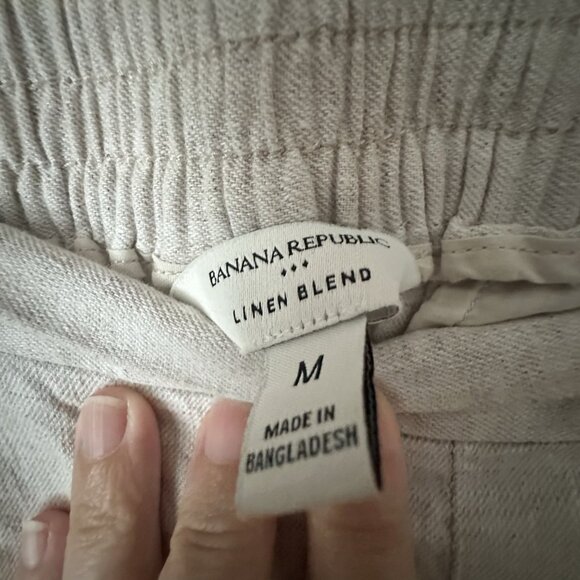 BANANA REPUBLIC
LINEN BLEND
M
MADE IN
BANGLADESH